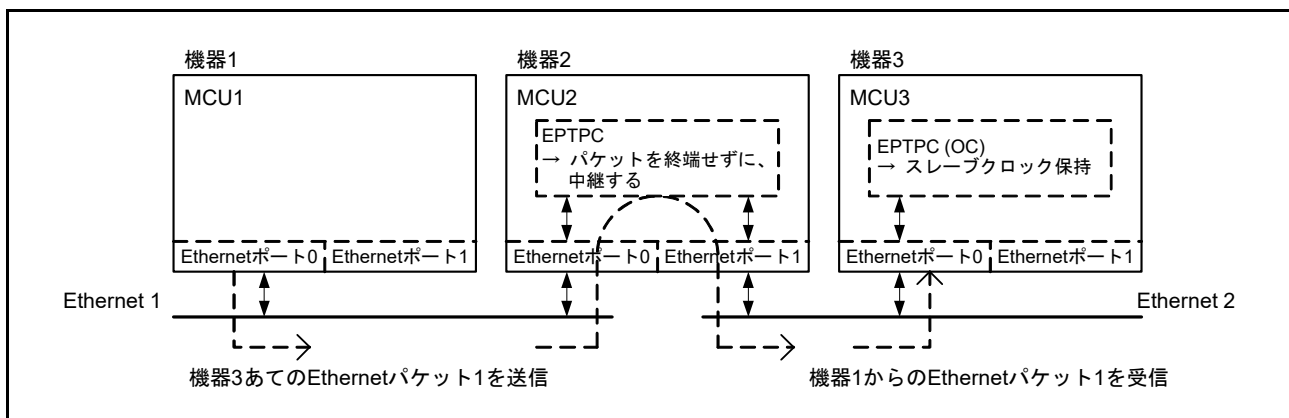 機器1
機器2
機器3
MCU1
MCU2
MCU3
EPTPC
→ パケットを終端せずに、
中継する
EPTPC (OC)
→ スレーブクロック保持
Ethernetポート0
Ethernetポート1
Ethernetポート0
Ethernetポート1
Ethernetポート0
Ethernetポート1
Ethernet 1
Ethernet 2
機器3あてのEthernetパケット1を送信
機器1からのEthernetパケット1を受信